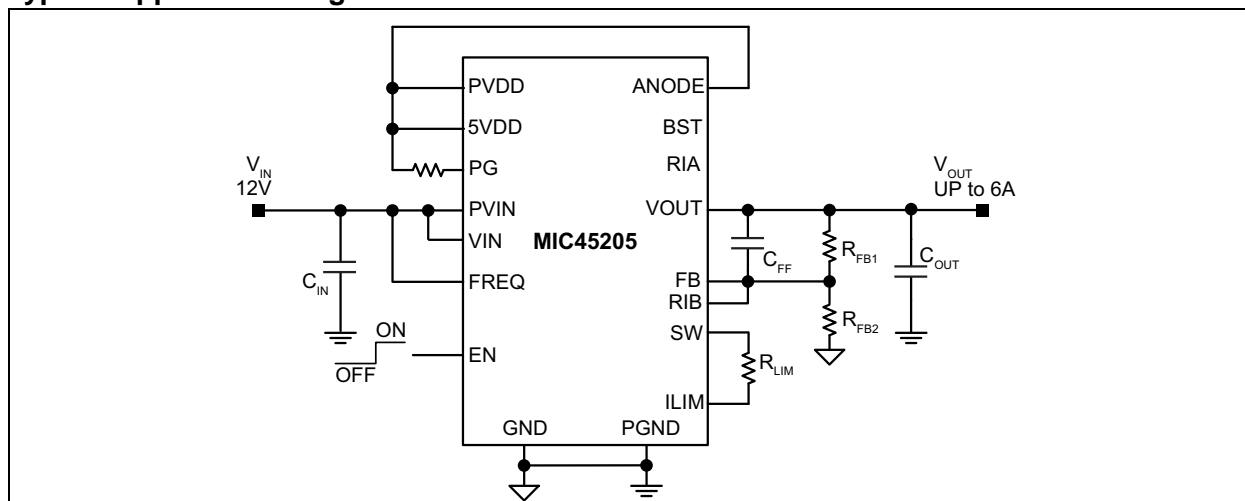 PVDD
ANODE
5VDD
BST
PG
RIA
VIN
12V
VOUT
UP to 6A
PVIN
VOUT
VIN
MIC45205
CFF
RFB1
COUT
CIN
FREQ
FB
RIB
RFB2
ON
OFF
EN
SW
RLIM
ILIM
GND
PGND